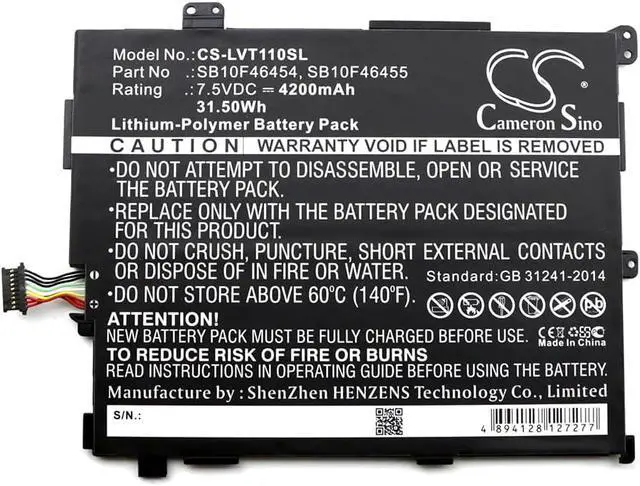 Model No.:CS-LVT110SL
Part No :SB10F46454, SB10F46455
Rating :7.5VDC ⎓ 4200mAh
31.50Wh
Lithium-Polymer Battery Pack
CS
Cameron Sino
CAUTION WARRANTY VOID IF LABEL IS REMOVED
•DO NOT ATTEMPT TO DISASSEMBLE, OPEN OR SERVICE
THE BATTERY PACK.
•REPLACE ONLY WITH THE BATTERY PACK DESIGNATED
FOR THIS PRODUCT.
•DO NOT CRUSH, PUNCTURE, SHORT EXTERNAL CONTACTS
OR DISPOSE OF IN FIRE OR WATER.
Standard:GB 31241-2014
•DO NOT STORE ABOVE 60°C (140°F).
ATTENTION!
NEW BATTERY PACK MUST BE FULLY CHARGED BEFORE USE.
CE
Made In China
TO REDUCE RISK OF FIRE OR BURNS
READ INSTRUCTIONS IN OPERATING GUIDE BEFORE USING THE BATTERY.
Manufacture by : ShenZhen HENZENS Technology Co., Limited
S/N.:
4 894128 127277